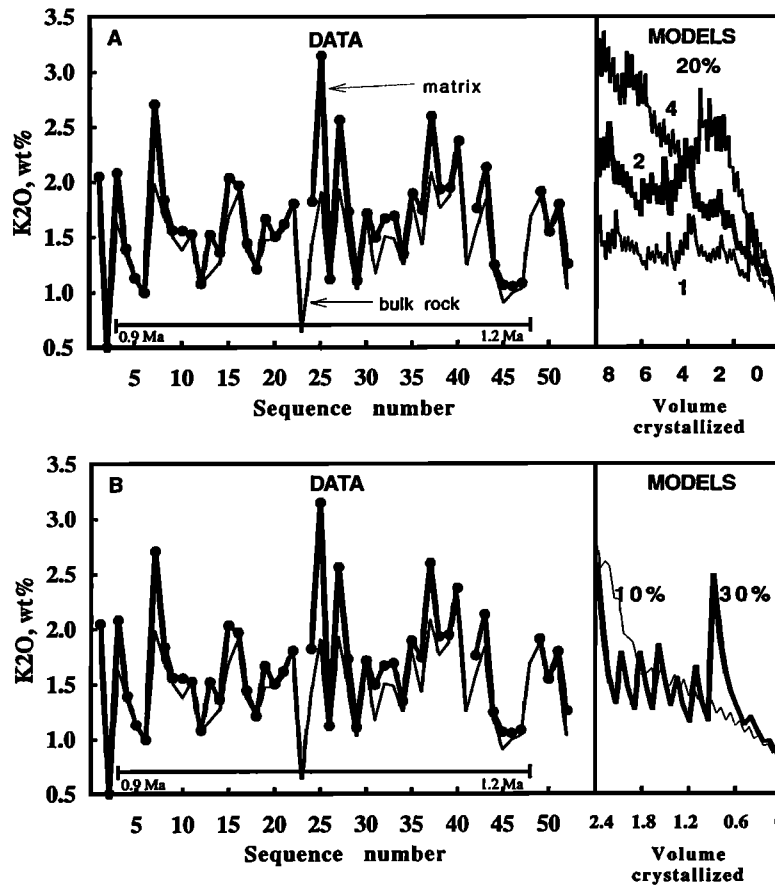 A DATA MODELS
3.5
3.0
2.5
2.0
1.5
1.0
0.5
K2O, wt%
matrix
bulk rock
0.9 Ma 1.2 Ma
5 10 15 20 25 30 35 40 45 50
Sequence number
20%
4
2
1
8 6 4 2 0
Volume
crystallized
B DATA MODELS
3.5
3.0
2.5
2.0
1.5
1.0
0.5
K2O, wt%
0.9 Ma 1.2 Ma
5 10 15 20 25 30 35 40 45 50
Sequence number
10% 30%
2.4 1.8 1.2 0.6
Volume
crystallized